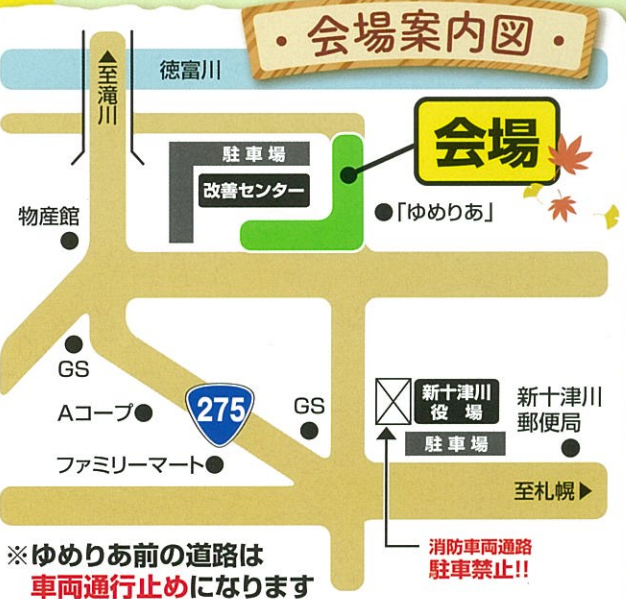 ・会場案内図・
▲至滝川
徳富川
駐車場
改善センター
会場
物産館
「ゆめりあ」
GS
Aコープ
275
GS
ファミリーマート
新十津川
役場
駐車場
新十津川
郵便局
至札幌▶
消防車両通路
駐車禁止!!
※ゆめりあ前の道路は
車両通行止めになります